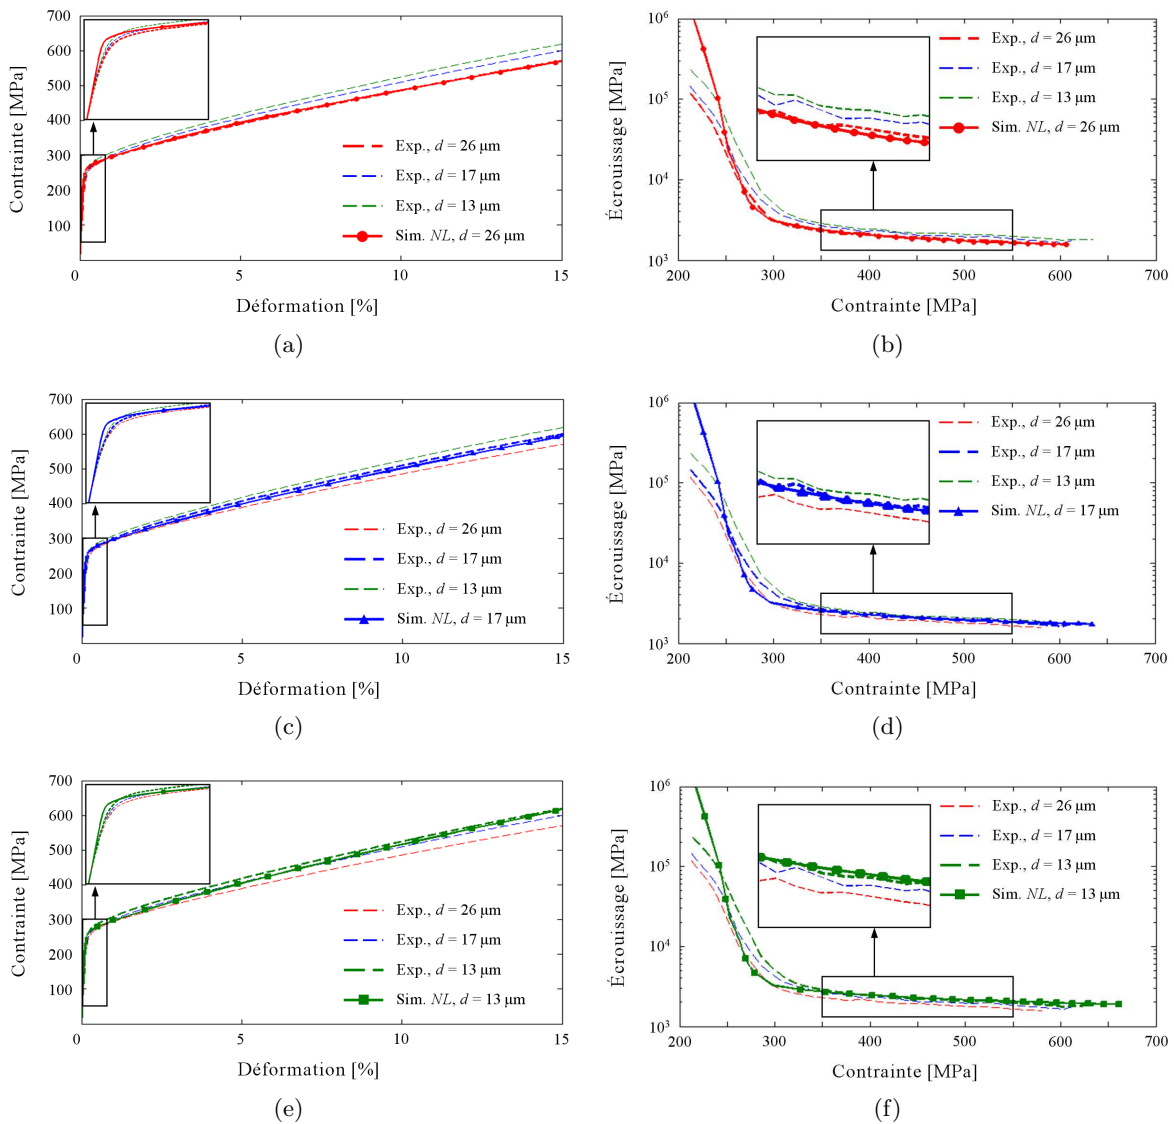 700
600
500
400
300
200
100
0
5
10
15
Contrainte [MPa]
Déformation [%]
Exp., d = 26 μm
Exp., d = 17 μm
Exp., d = 13 μm
Sim. NL, d = 26 μm
(a)
10⁶
10⁵
10⁴
10³
200
300
400
500
600
700
Écrouissage [MPa]
Contrainte [MPa]
Exp., d = 26 μm
Exp., d = 17 μm
Exp., d = 13 μm
Sim. NL, d = 26 μm
(b)
700
600
500
400
300
200
100
0
5
10
15
Contrainte [MPa]
Déformation [%]
Exp., d = 26 μm
Exp., d = 17 μm
Exp., d = 13 μm
Sim. NL, d = 17 μm
(c)
10⁶
10⁵
10⁴
10³
200
300
400
500
600
700
Écrouissage [MPa]
Contrainte [MPa]
Exp., d = 26 μm
Exp., d = 17 μm
Exp., d = 13 μm
Sim. NL, d = 17 μm
(d)
700
600
500
400
300
200
100
0
5
10
15
Contrainte [MPa]
Déformation [%]
Exp., d = 26 μm
Exp., d = 17 μm
Exp., d = 13 μm
Sim. NL, d = 13 μm
(e)
10⁶
10⁵
10⁴
10³
200
300
400
500
600
700
Écrouissage [MPa]
Contrainte [MPa]
Exp., d = 26 μm
Exp., d = 17 μm
Exp., d = 13 μm
Sim. NL, d = 13 μm
(f)